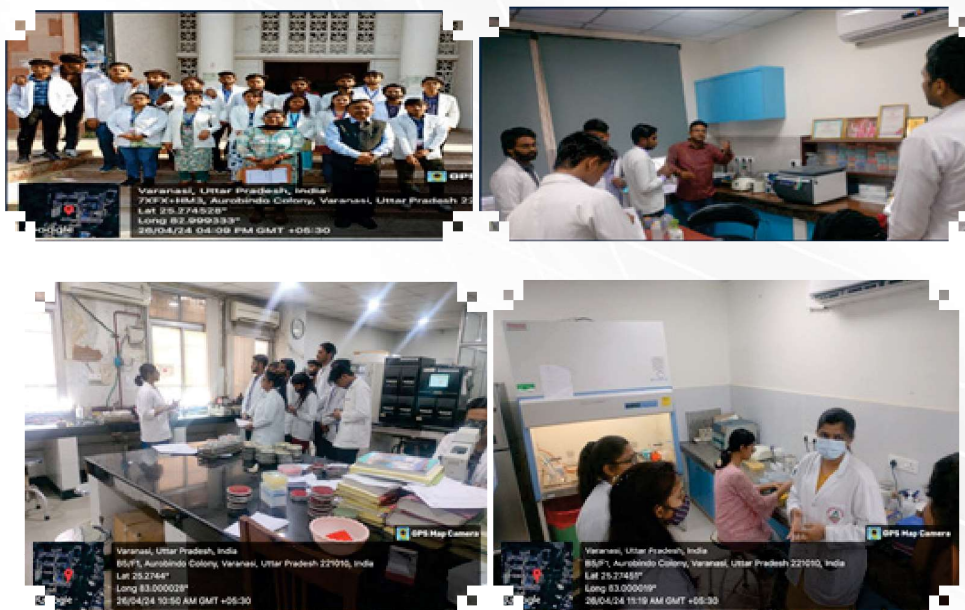 GPS
Varanasi, Uttar Pradesh, India
7XFX+HM3, Aurobindo Colony, Varanasi, Uttar Pradesh 22
Lat 25.274528°
Long 82.999333°
26/04/24 04:09 PM GMT +05:30
GPS Map Camera
Varanasi, Uttar Pradesh, India
B5/F1, Aurobindo Colony, Varanasi, Uttar Pradesh 221010, India
Lat 25.2744°
Long 83.000028°
26/04/24 10:50 AM GMT +05:30
GPS Map Camera
Varanasi, Uttar Pradesh, India
B5/F1, Aurobindo Colony, Varanasi, Uttar Pradesh 221010, India
Lat 25.27451°
Long 83.000019°
26/04/24 11:19 AM GMT +05:30